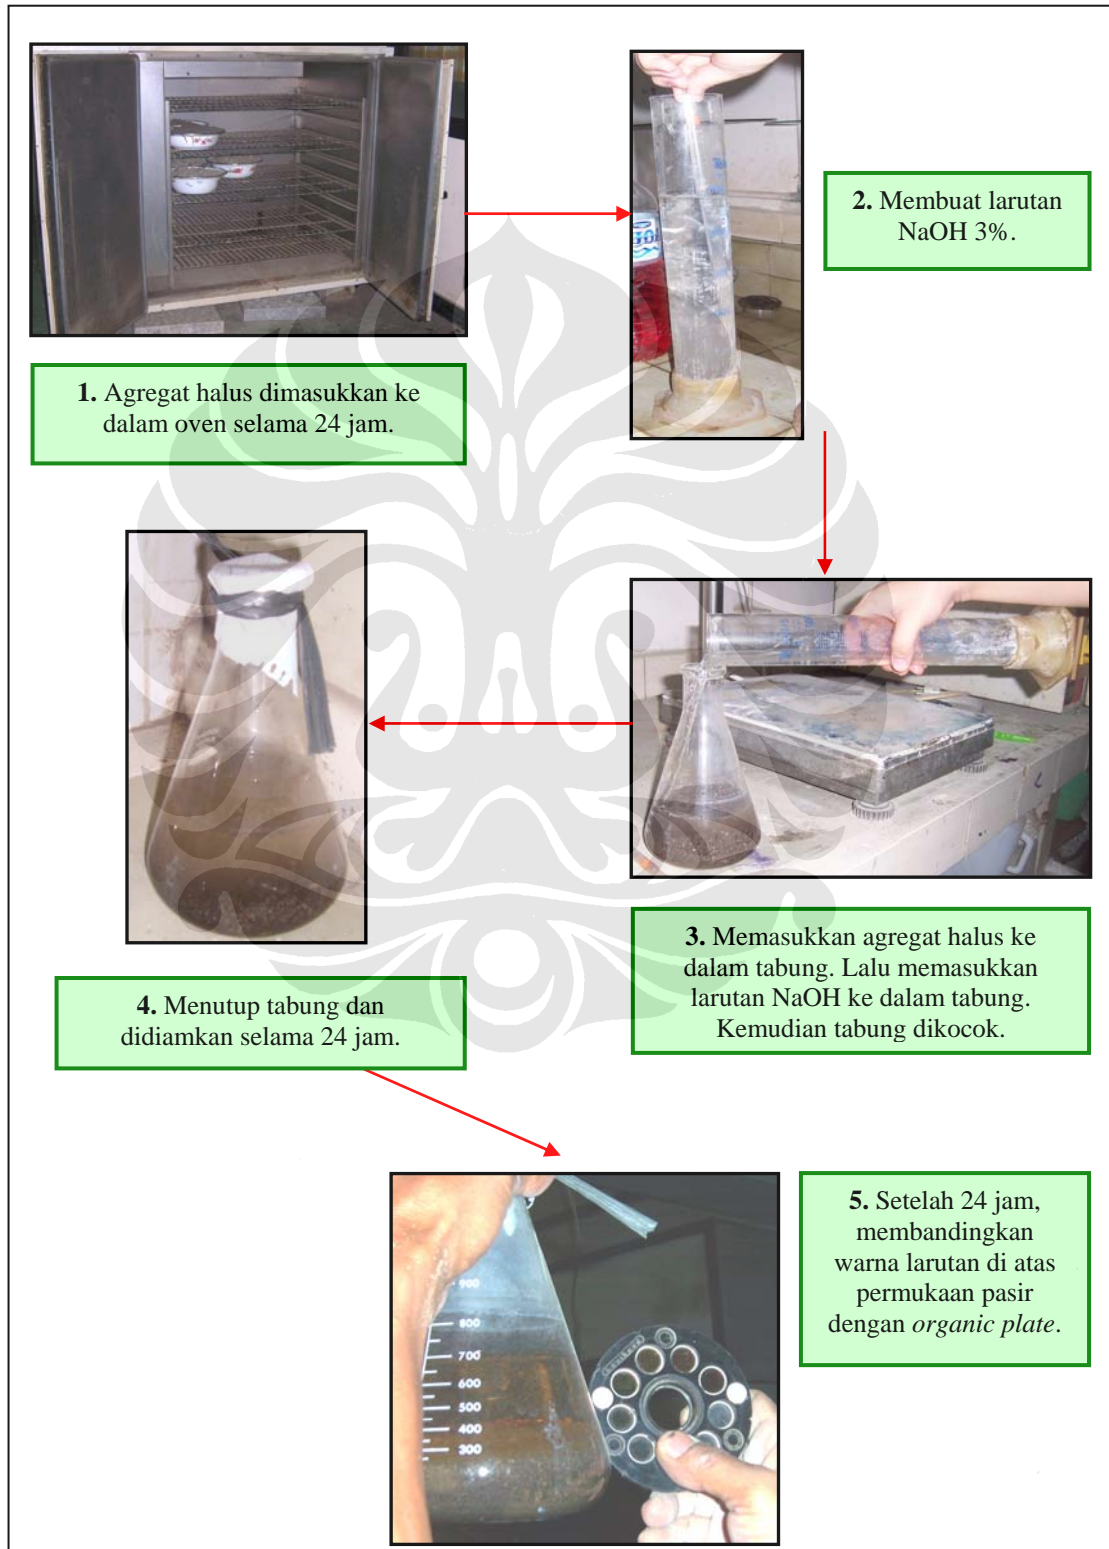 1. Agregat halus dimasukkan ke
dalam oven selama 24 jam.
2. Membuat larutan
NaOH 3%.
3. Memasukkan agregat halus ke
dalam tabung. Lalu memasukkan
larutan NaOH ke dalam tabung.
Kemudian tabung dikocok.
4. Menutup tabung dan
didiamkan selama 24 jam.
5. Setelah 24 jam,
membandingkan
warna larutan di atas
permukaan pasir
dengan organic plate.
900
800
700
600
500
400
300